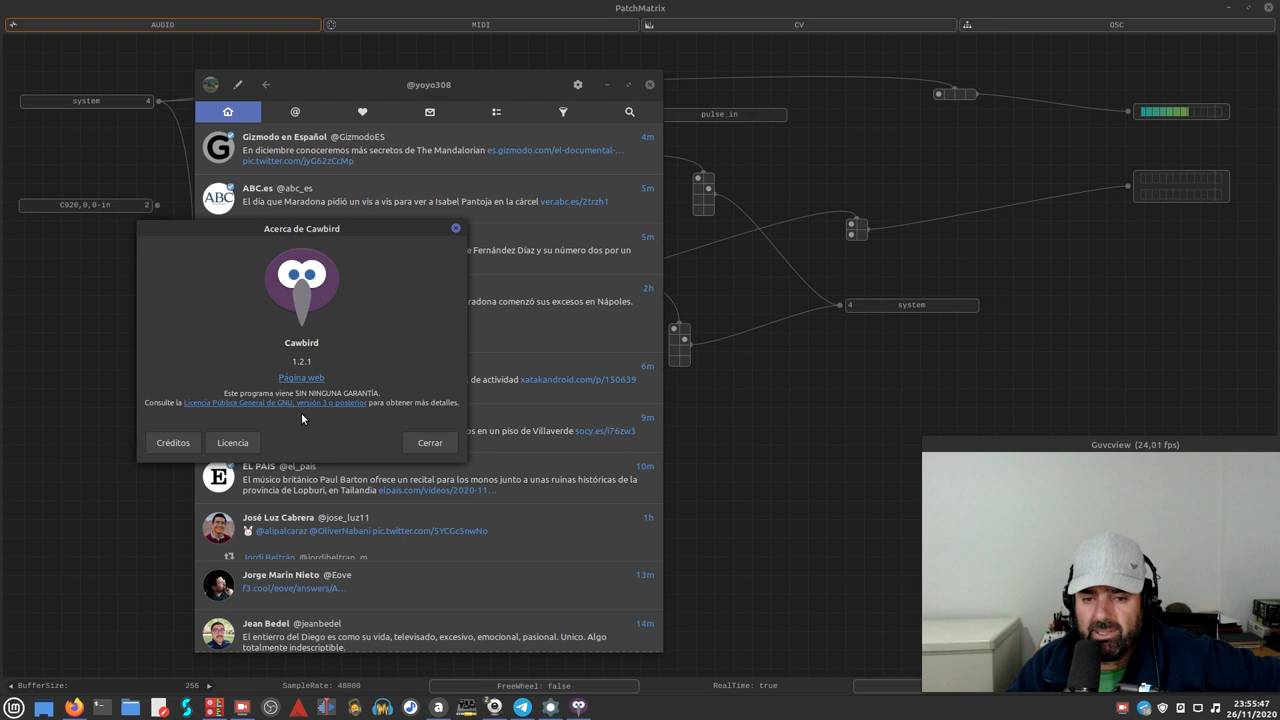 PatchMatrix
AUDIO
MIDI
CV
OSC
system 4
C920,0,0-in 2
pulse_in
4 system
@yoyo308
Gizmodo en Español @GizmodoES 4m
En diciembre conoceremos más secretos de The Mandalorian es.gizmodo.com/el-documental-…
pic.twitter.com/jyG62zCcMp
ABC.es @abc_es 5m
El día que Maradona pidió un vis a vis para ver a Isabel Pantoja en la cárcel ver.abc.es/2trzh1
5m
e Fernández Díaz y su número dos por un
2h
radona comenzó sus excesos en Nápoles.
6m
de actividad xatakandroid.com/p/150639
9m
os en un piso de Villaverde socy.es/i76zw3
Acerca de Cawbird
Cawbird
1.2.1
Página web
Este programa viene SIN NINGUNA GARANTÍA.
Consulte la Licencia Pública General de GNU, versión 3 o posterior para obtener más detalles.
Créditos
Licencia
Cerrar
EL PAÍS @el_pais 10m
El músico británico Paul Barton ofrece un recital para los monos junto a unas ruinas históricas de la
provincia de Lopburi, en Tailandia elpais.com/videos/2020-11…
José Luz Cabrera @jose_luz11 1h
🐰 @alipalcaraz @OliverNabani pic.twitter.com/5YCGcSnwNo
Jordi Beltrán @jordibeltran_m
Jorge Marin Nieto @Eove 13m
f3.cool/eove/answers/A…
Jean Bedel @jeanbedel 14m
El entierro del Diego es como su vida, televisado, excesivo, emocional, pasional. Unico. Algo
totalmente indescriptible.
Guvcview (24,01 fps)
BufferSize: 256
SampleRate: 48000
FreeWheel: false
RealTime: true
23:55:47
26/11/2020